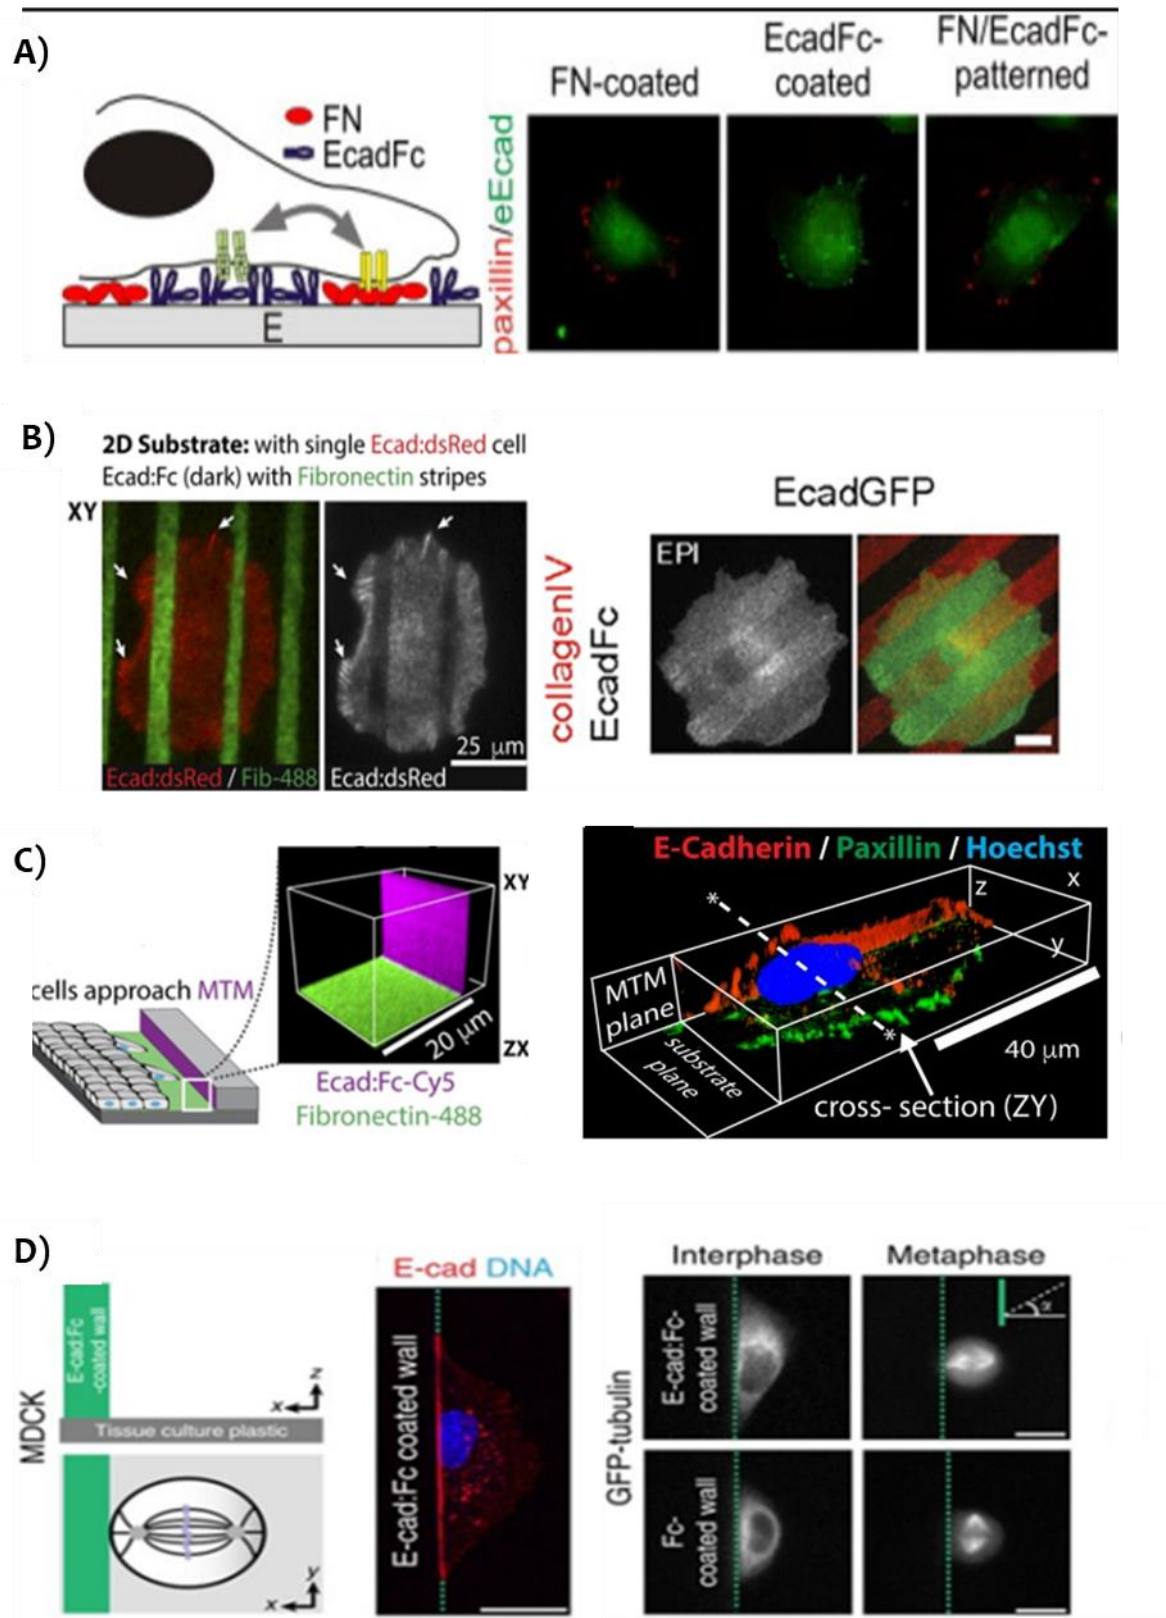 A)
FN
EcadFc
E
paxillin/eEcad
FN-coated
EcadFc-
coated
FN/EcadFc-
patterned
B)
2D Substrate: with single Ecad:dsRed cell
Ecad:Fc (dark) with Fibronectin stripes
XY
Ecad:dsRed / Fib-488
Ecad:dsRed
25 μm
collagenIV
EcadFc
EcadGFP
EPI
C)
cells approach MTM
XY
20 μm
ZX
Ecad:Fc-Cy5
Fibronectin-488
E-Cadherin / Paxillin / Hoechst
z
x
y
MTM
plane
substrate
plane
*
*
40 μm
cross- section (ZY)
D)
MDCK
E-cad:Fc
-coated wall
z
x
Tissue culture plastic
y
x
E-cad DNA
E-cad:Fc coated wall
GFP-tubulin
Interphase
Metaphase
E-cad:Fc-
coated wall
α
Fc-
coated wall